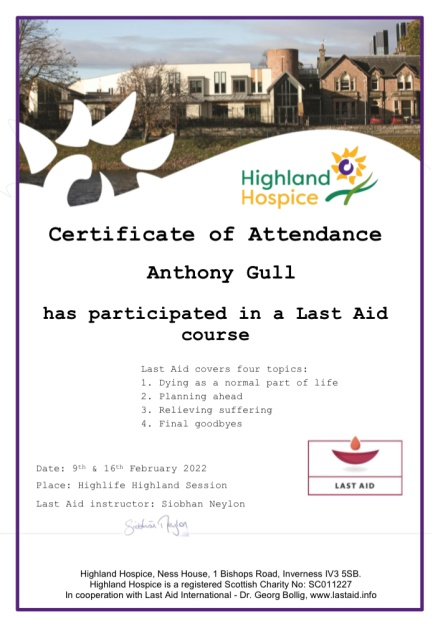 Highland
Hospice
Certificate of Attendance
Anthony Gull
has participated in a Last Aid
course
Last Aid covers four topics:
1. Dying as a normal part of life
2. Planning ahead
3. Relieving suffering
4. Final goodbyes
LAST AID
Date: 9th & 16th February 2022
Place: Highlife Highland Session
Last Aid instructor: Siobhan Neylon
Siobhan Neylon
Highland Hospice, Ness House, 1 Bishops Road, Inverness IV3 5SB.
Highland Hospice is a registered Scottish Charity No: SC011227
In cooperation with Last Aid International - Dr. Georg Bollig, www.lastaid.info